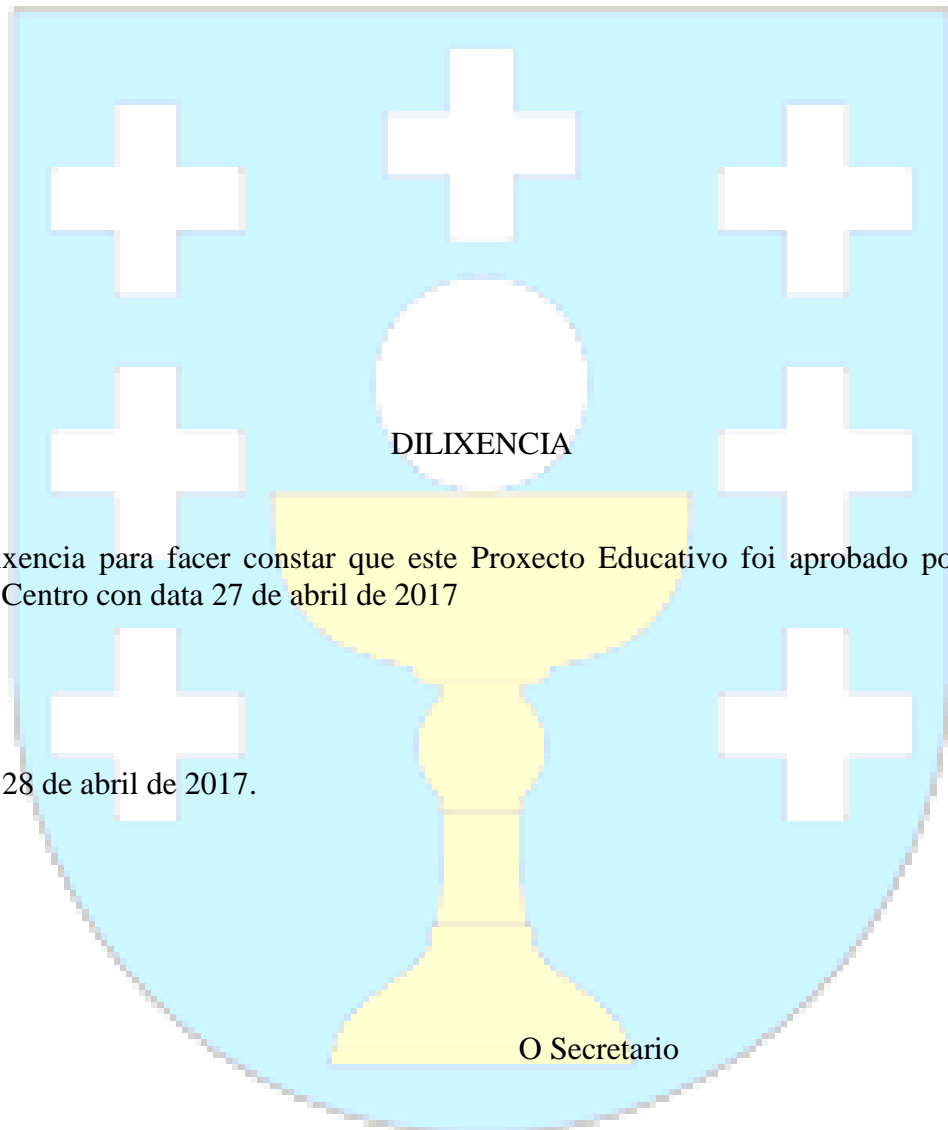 DILIXENCIA
xencia para facer constar que este Proxecto Educativo foi aprobado po
Centro con data 27 de abril de 2017
28 de abril de 2017.
O Secretario